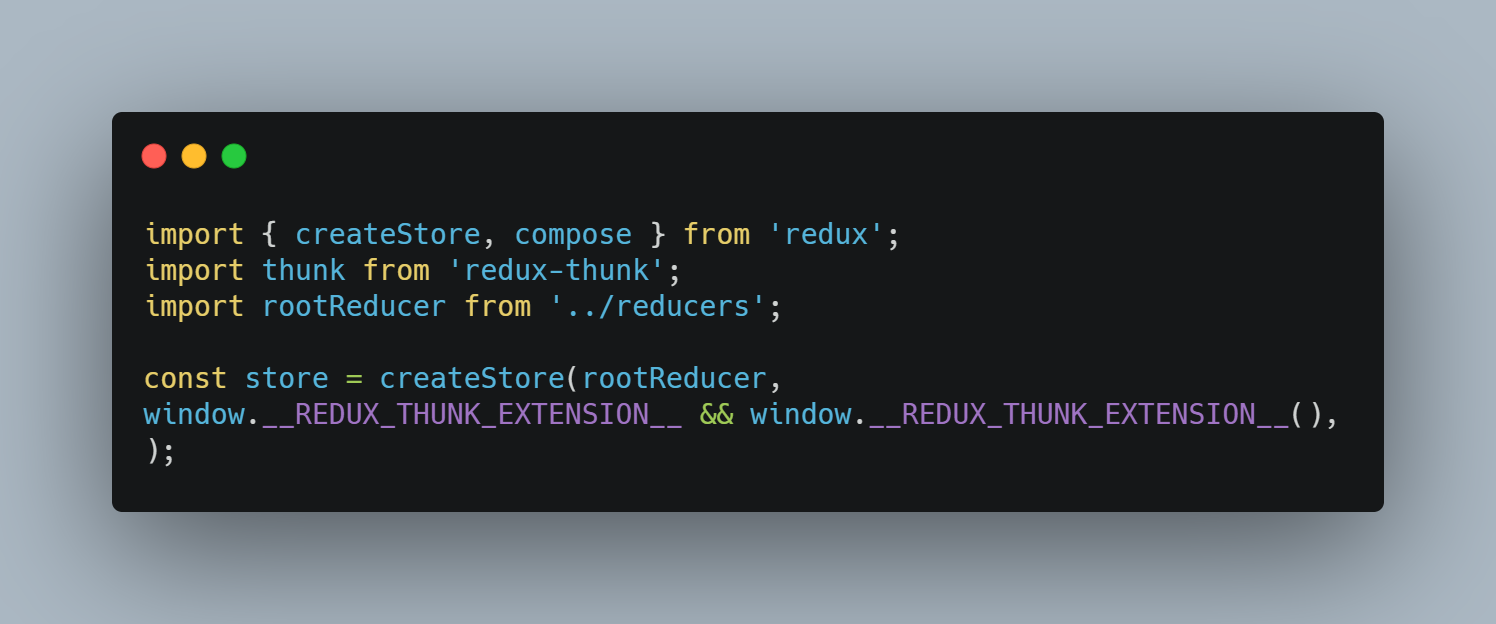 import { createStore, compose } from 'redux';
import thunk from 'redux-thunk';
import rootReducer from '../reducers';

const store = createStore(rootReducer,
window.__REDUX_THUNK_EXTENSION__ && window.__REDUX_THUNK_EXTENSION__(),
);